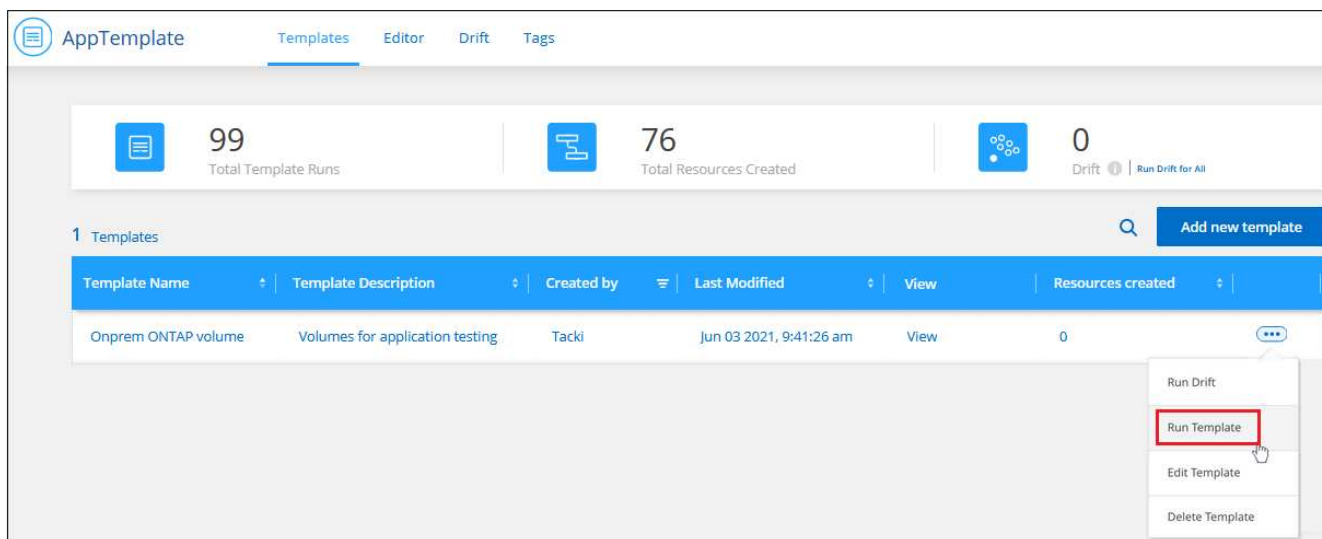 AppTemplate Templates Editor Drift Tags
99 76 0
Total Template Runs Total Resources Created Drift Run Drift for All
1 Templates Add new template
Template Name Template Description Created by Last Modified View Resources created
Onprem ONTAP volume Volumes for application testing Tacki Jun 03 2021, 9:41:26 am View 0
Run Drift
Run Template
Edit Template
Delete Template